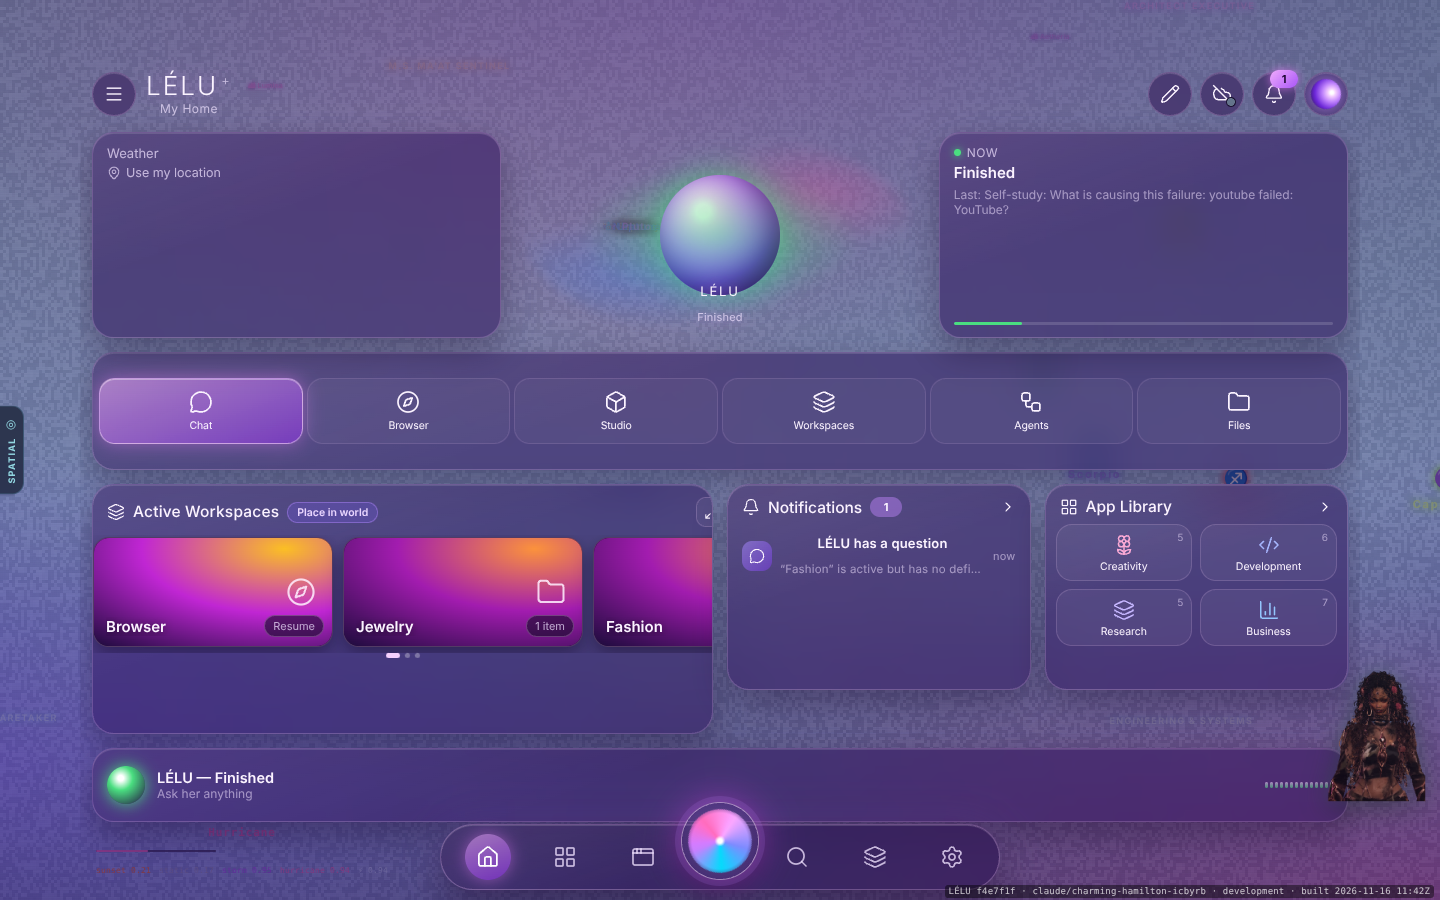 LÉLU +
My Home
1
Weather
Use my location
LÉLU
Finished
NOW
Finished
Last: Self-study: What is causing this failure: youtube failed:
YouTube?
Chat
Browser
Studio
Workspaces
Agents
Files
SPATIAL
Active Workspaces
Place in world
Browser
Resume
Jewelry
1 item
Fashion
Notifications
1
LÉLU has a question
now
“Fashion” is active but has no defi...
App Library
Creativity
5
Development
6
Research
5
Business
7
ENGINEERING & SYSTEMS
LÉLU — Finished
Ask her anything
LÉLU f4e7f1f · claude/charming-hamilton-icbyrb · development · built 2026-11-16 11:42Z